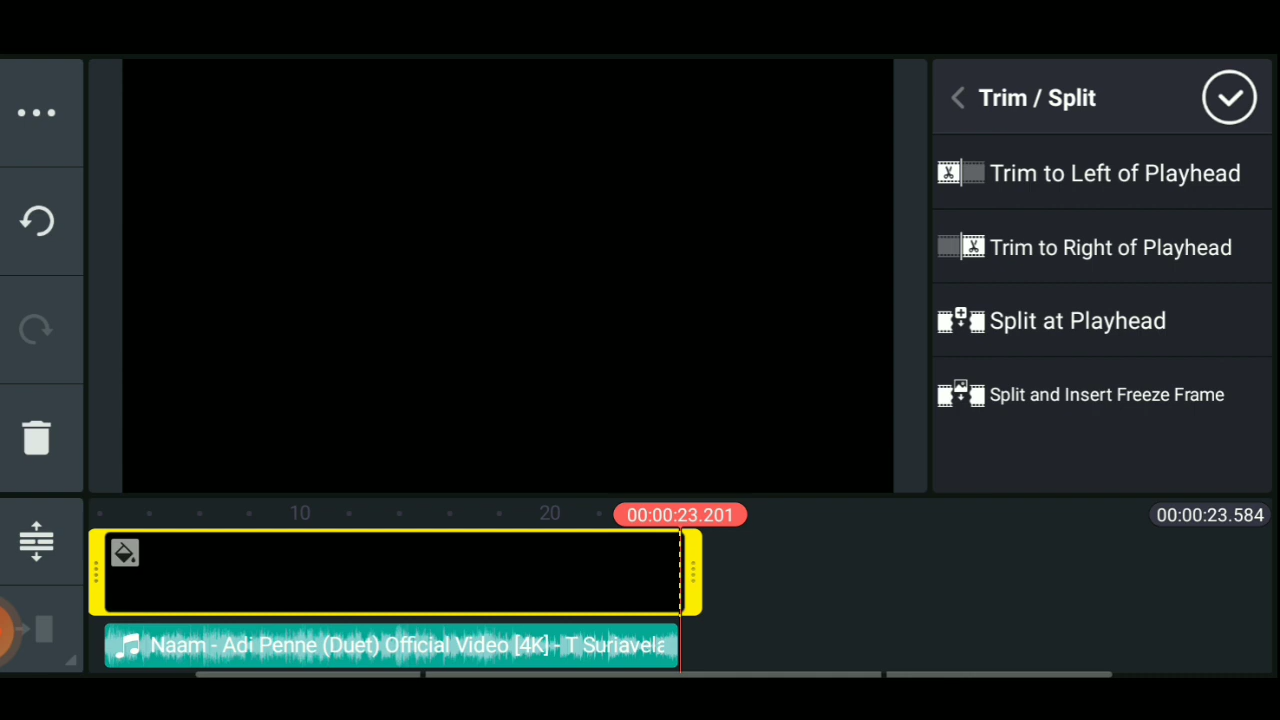 Trim / Split
Trim to Left of Playhead
Trim to Right of Playhead
Split at Playhead
Split and Insert Freeze Frame
10
20
00:00:23.201
00:00:23.584
Naam - Adi Penne (Duet) Official Video [4K] - T Suriavela